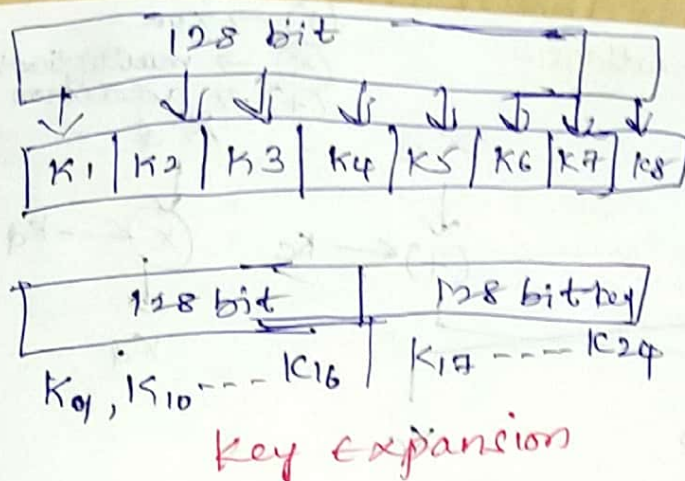 128 bit
K1 K2 K3 K4 K5 K6 K7 K8
128 bit 128 bit key
K9, K10 ---- K16 K17 ---- K24
Key Expansion